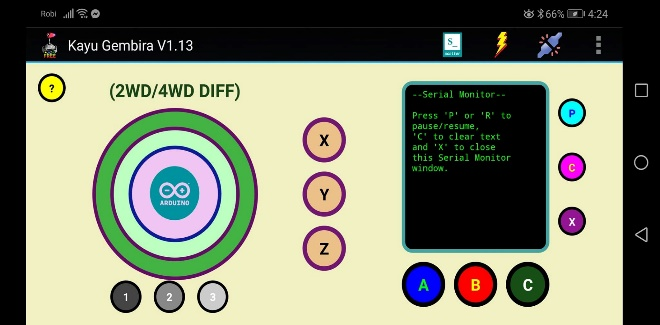 Robi
66%
4:24
Kayu Gembira V1.13
S_
?
(2WD/4WD DIFF)
ARDUINO
X
Y
Z
1
2
3
--Serial Monitor--
Press 'P' or 'R' to
pause/resume,
'C' to clear text
and 'X' to close
this Serial Monitor
window.
P
C
X
A
B
C